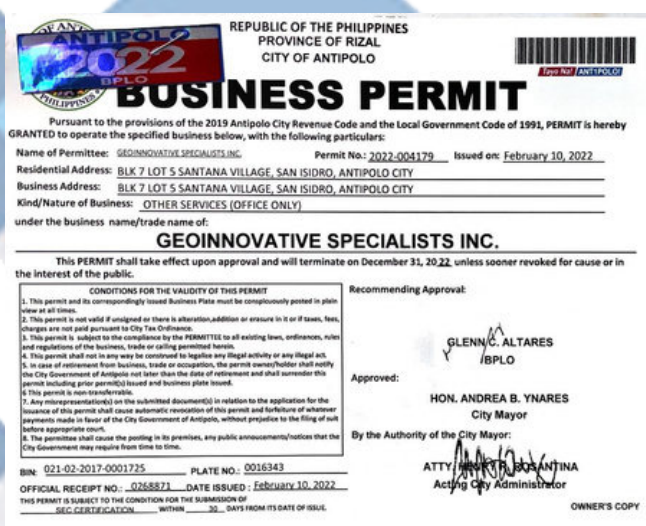 REPUBLIC OF THE PHILIPPINES
PROVINCE OF RIZAL
CITY OF ANTIPOLO
ANTIPOLO
2022
BPLO
PHILIPPINES
Tayo Na! ANTIPOLO!
BUSINESS PERMIT
Pursuant to the provisions of the 2019 Antipolo City Revenue Code and the Local Government Code of 1991, PERMIT is hereby
GRANTED to operate the specified business below, with the following particulars:
Name of Permittee: GEOINNOVATIVE SPECIALISTS INC. Permit No.: 2022-004179 Issued on: February 10, 2022
Residential Address: BLK 7 LOT 5 SANTANA VILLAGE, SAN ISIDRO, ANTIPOLO CITY
Business Address: BLK 7 LOT 5 SANTANA VILLAGE, SAN ISIDRO, ANTIPOLO CITY
Kind/Nature of Business: OTHER SERVICES (OFFICE ONLY)
under the business name/trade name of:
GEOINNOVATIVE SPECIALISTS INC.
This PERMIT shall take effect upon approval and will terminate on December 31, 2022 unless sooner revoked for cause or in
the interest of the public.
CONDITIONS FOR THE VALIDITY OF THIS PERMIT
1. This permit and its correspondingly issued Business Plate must be conspicuously posted in plain
view at all times.
2. This permit is not valid if unsigned or there is alteration,addition or erasure in it or if taxes, fees,
charges are not paid pursuant to City Tax Ordinance.
3. This permit is subject to the compliance by the PERMITTEE to all existing laws, ordinances, rules
and regulations of the business, trade or calling permitted herein.
4. This permit shall not in any way be construed to legalize any illegal activity or any illegal act.
5. In case of retirement from business, trade or occupation, the permit owner/holder shall notify
the City Government of Antipolo not later than the date of retirement and shall surrender this
permit including prior permit(s) issued and business plate issued.
6 This permit is non-transferrable.
7. Any misrepresentation(s) on the submitted document(s) in relation to the application for the
issuance of this permit shall cause automatic revocation of this permit and forfeiture of whatever
payments made in favor of the City Government of Antipolo, without prejudice to the filing of suit
before appropriate court.
8. The permittee shall cause the posting in its premises, any public annoucements/notices that the
City Government may require from time to time.
Recommending Approval:
GLENN C. ALTARES
BPLO
Approved:
HON. ANDREA B. YNARES
City Mayor
By the Authority of the City Mayor:
ATTY. HENRY R. ROSANTINA
Acting City Administrator
BIN: 021-02-2017-0001725 PLATE NO.: 0016343
OFFICIAL RECEIPT NO.: 0268871 DATE ISSUED: February 10, 2022
THIS PERMIT IS SUBJECT TO THE CONDITION FOR THE SUBMISSION OF
SEC CERTIFICATION WITHIN 30 DAYS FROM ITS DATE OF ISSUE.
OWNER'S COPY